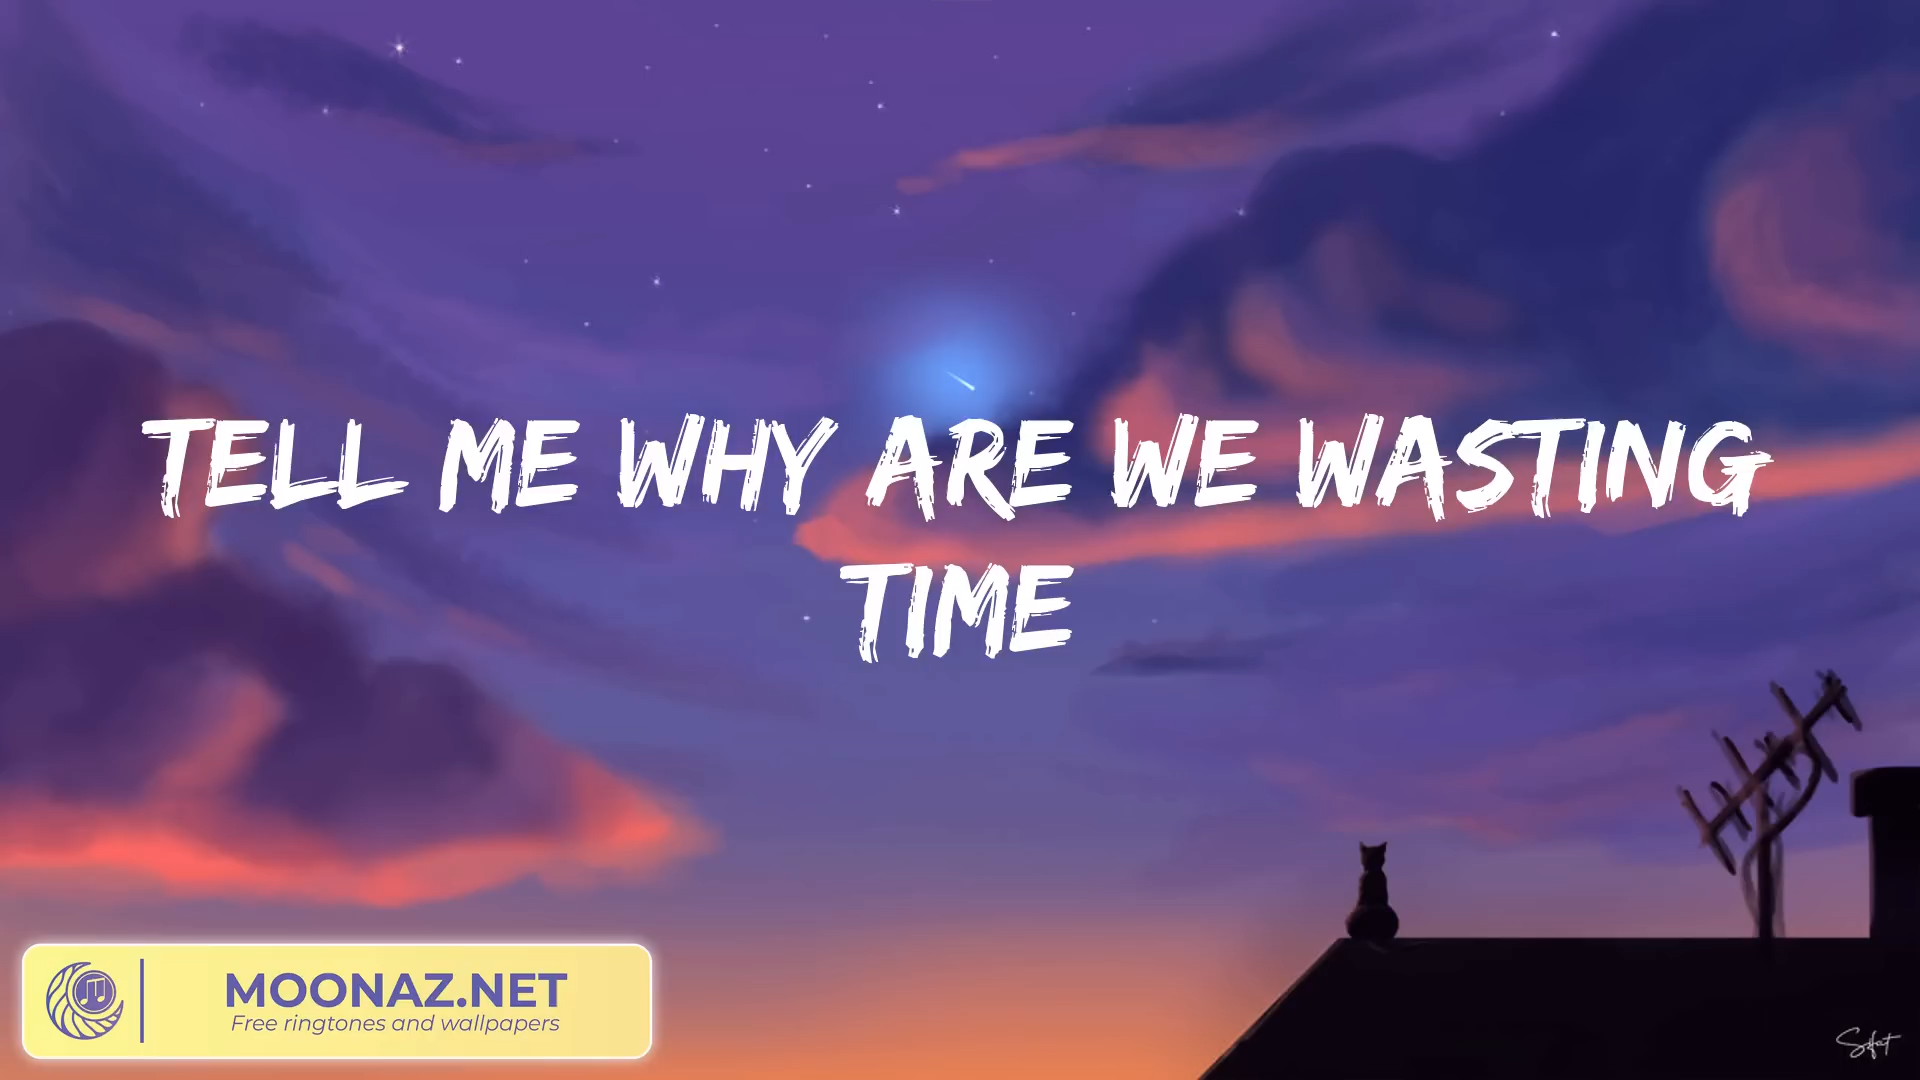 TELL ME WHY ARE WE WASTING
TIME
MOONAZ.NET
Free ringtones and wallpapers